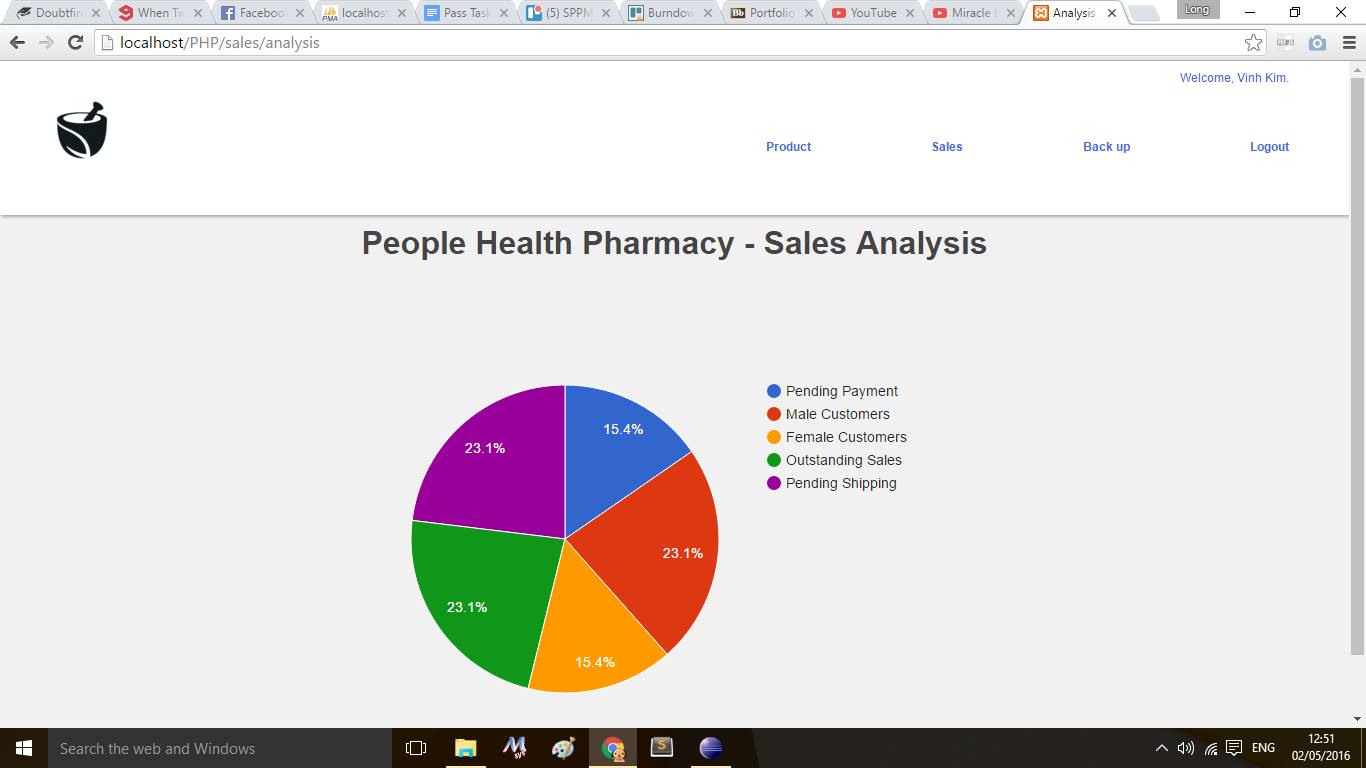 Doubtfi
When Tw
Facebook
localhost
Pass Task
(5) SPPM
Burndow
Portfolio
YouTube
Miracle
Analysis
Long
localhost/PHP/sales/analysis
Welcome, Vinh Kim.
Product
Sales
Back up
Logout
People Health Pharmacy - Sales Analysis
Pending Payment
Male Customers
Female Customers
Outstanding Sales
Pending Shipping
15.4%
23.1%
23.1%
23.1%
15.4%
Search the web and Windows
ENG
12:51
02/05/2016